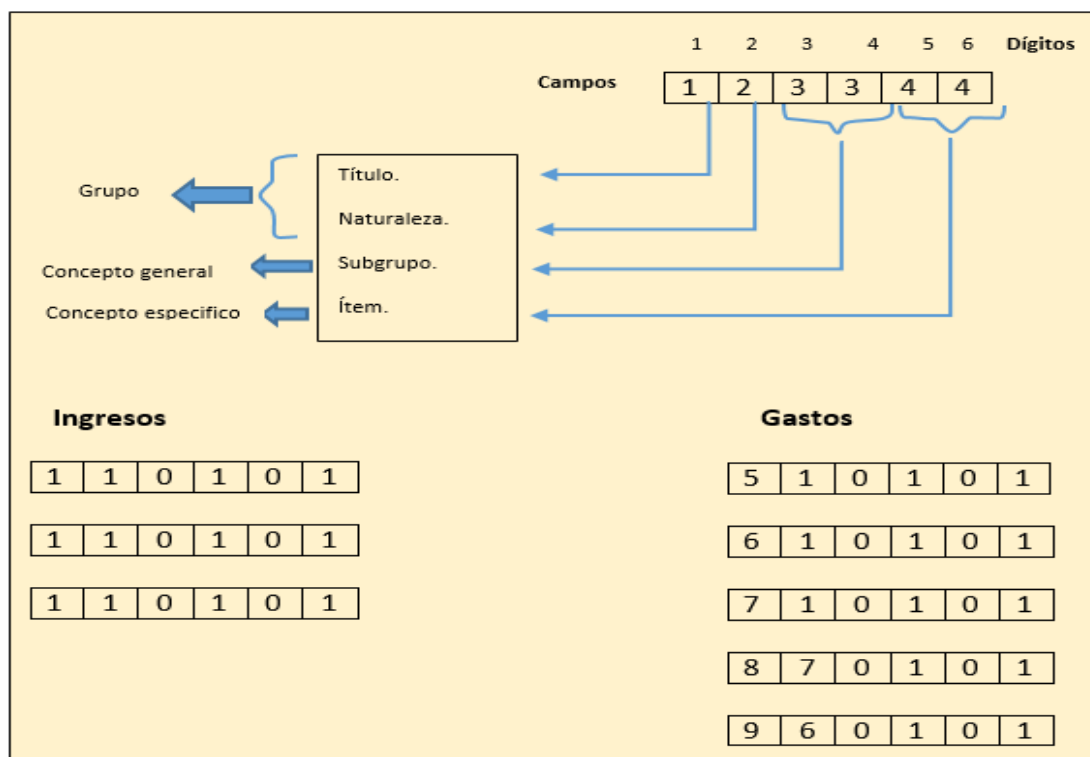 1 2 3 4 5 6 Dígitos
Campos 1 2 3 3 4 4
Título.
Grupo
Naturaleza.
Subgrupo.
Concepto general
Ítem.
Concepto especifico
Ingresos
1 1 0 1 0 1
1 1 0 1 0 1
1 1 0 1 0 1
Gastos
5 1 0 1 0 1
6 1 0 1 0 1
7 1 0 1 0 1
8 7 0 1 0 1
9 6 0 1 0 1